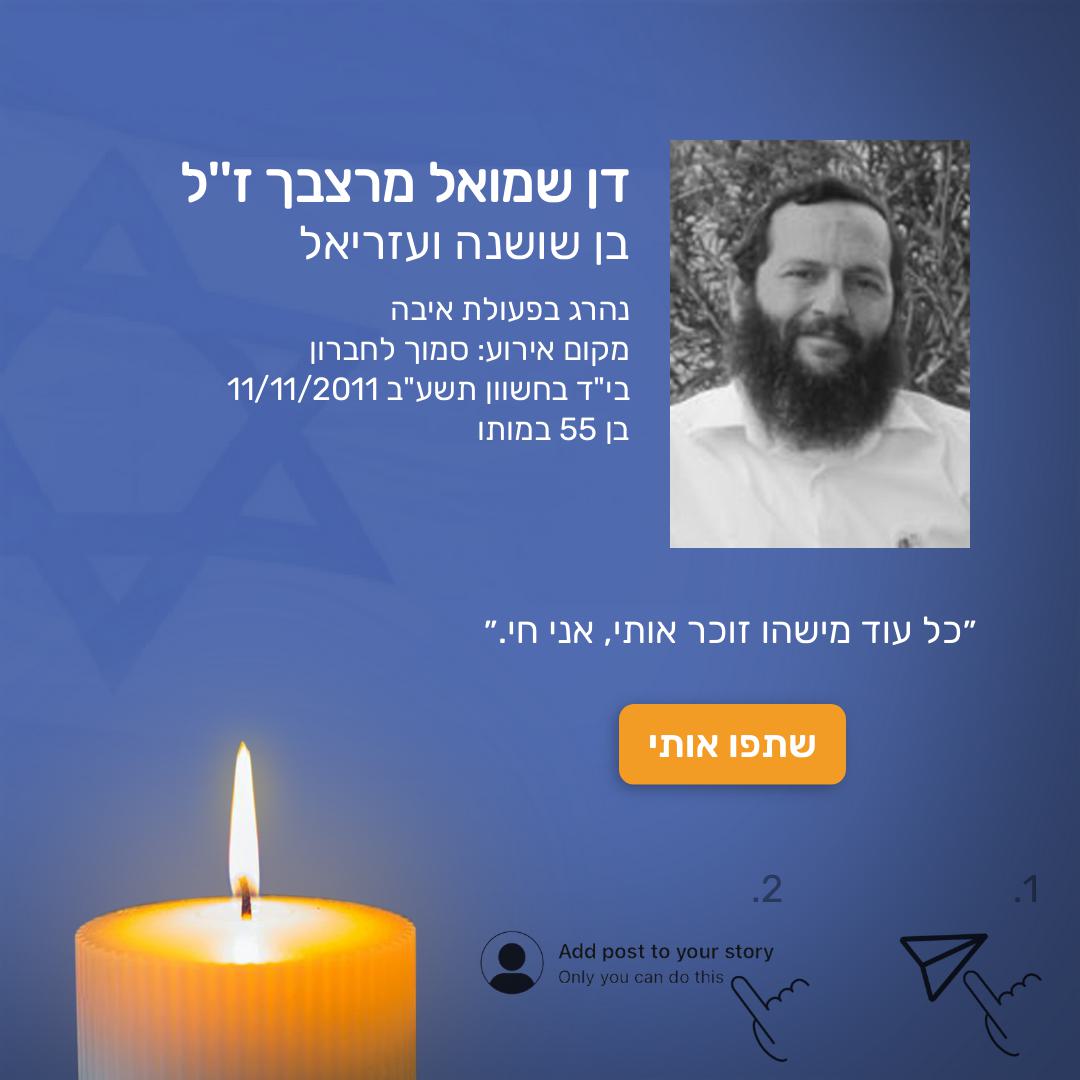 דן שמואל מרצבך ז"ל
בן שושנה ועזריאל
נהרג בפעולת איבה
מקום אירוע: סמוך לחברון
בי"ד בחשוון תשע"ב 11/11/2011
בן 55 במותו
״כל עוד מישהו זוכר אותי, אני חי.״
שתפו אותי
1.
2.
Add post to your story
Only you can do this